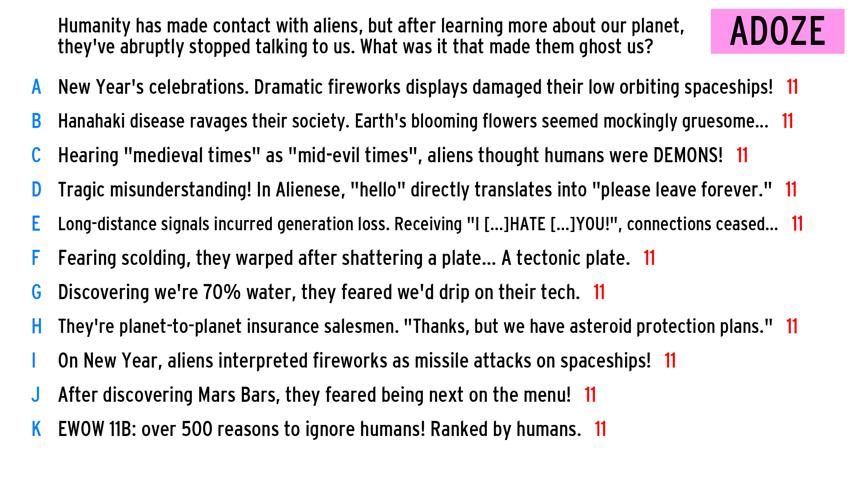 Humanity has made contact with aliens, but after learning more about our planet,
they've abruptly stopped talking to us. What was it that made them ghost us?
ADOZE
A New Year's celebrations. Dramatic fireworks displays damaged their low orbiting spaceships! 11
B Hanahaki disease ravages their society. Earth's blooming flowers seemed mockingly gruesome... 11
C Hearing "medieval times" as "mid-evil times", aliens thought humans were DEMONS! 11
D Tragic misunderstanding! In Alienese, "hello" directly translates into "please leave forever." 11
E Long-distance signals incurred generation loss. Receiving "I [...]HATE [...]YOU!", connections ceased... 11
F Fearing scolding, they warped after shattering a plate... A tectonic plate. 11
G Discovering we're 70% water, they feared we'd drip on their tech. 11
H They're planet-to-planet insurance salesmen. "Thanks, but we have asteroid protection plans." 11
I On New Year, aliens interpreted fireworks as missile attacks on spaceships! 11
J After discovering Mars Bars, they feared being next on the menu! 11
K EWOW 11B: over 500 reasons to ignore humans! Ranked by humans. 11